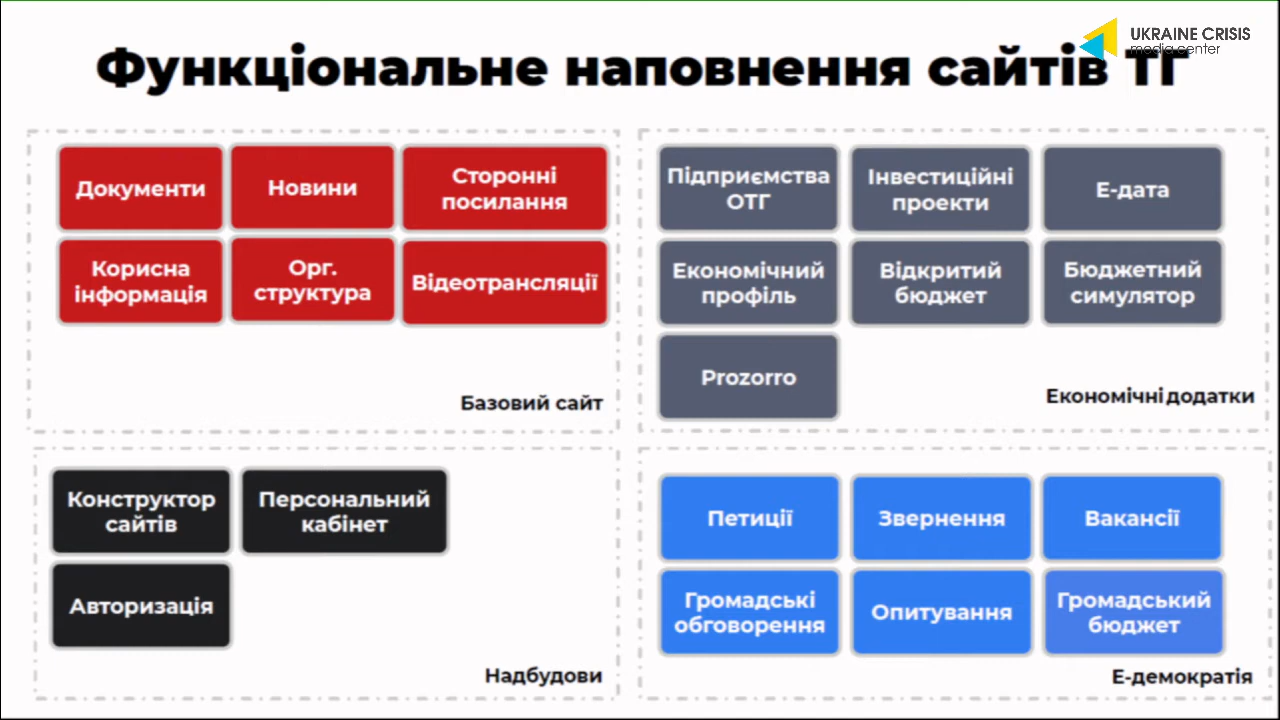 UKRAINE CRISIS
media center
Функціональне наповнення сайтів ТГ
Документи
Новини
Сторонні
посилання
Корисна
інформація
Орг.
структура
Відеотрансляції
Базовий сайт
Підприємства
ОТГ
Інвестиційні
проекти
Е-дата
Економічний
профіль
Відкритий
бюджет
Бюджетний
симулятор
Prozorro
Економічні додатки
Конструктор
сайтів
Персональний
кабінет
Авторизація
Надбудови
Петиції
Звернення
Вакансії
Громадські
обговорення
Опитування
Громадський
бюджет
Е-демократія